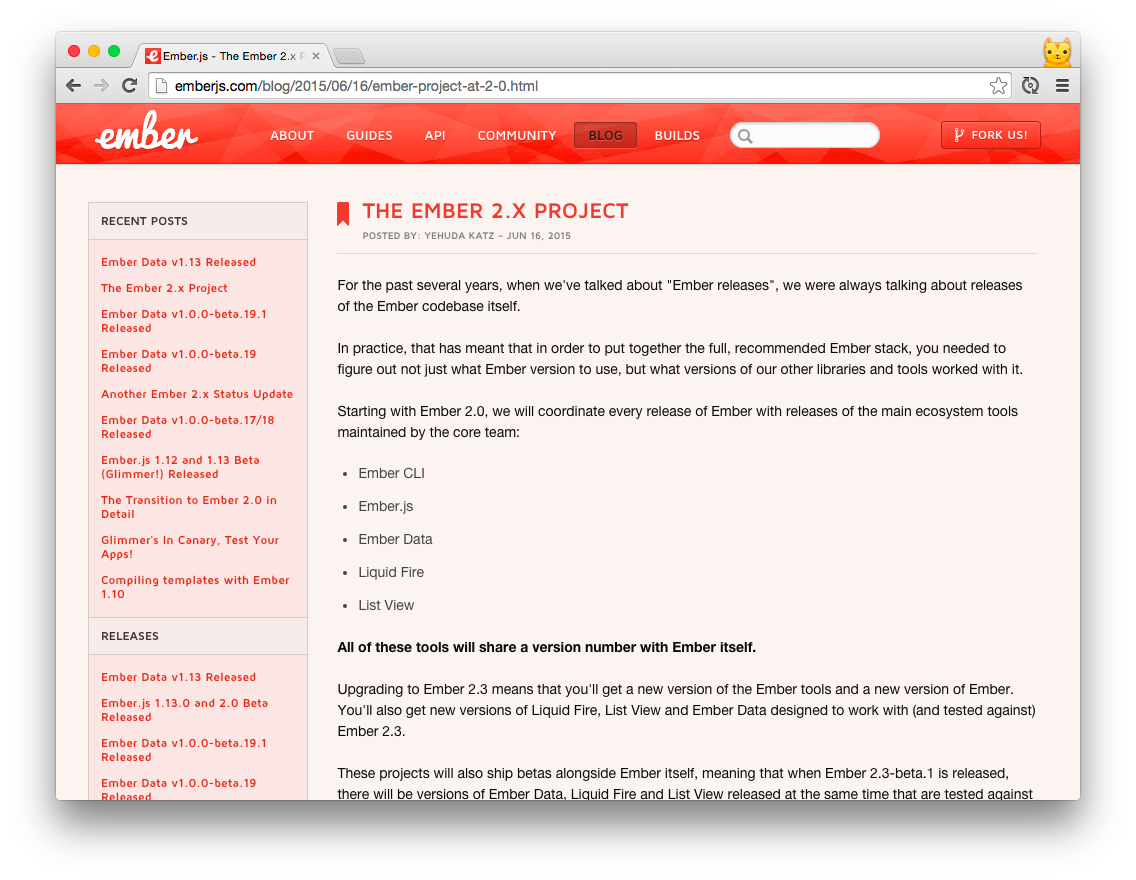 Ember.js - The Ember 2.x P
emberjs.com/blog/2015/06/16/ember-project-at-2-0.html
ember
ABOUT
GUIDES
API
COMMUNITY
BLOG
BUILDS
FORK US!
RECENT POSTS
Ember Data v1.13 Released
The Ember 2.x Project
Ember Data v1.0.0-beta.19.1
Released
Ember Data v1.0.0-beta.19
Released
Another Ember 2.x Status Update
Ember Data v1.0.0-beta.17/18
Released
Ember.js 1.12 and 1.13 Beta
(Glimmer!) Released
The Transition to Ember 2.0 in
Detail
Glimmer's In Canary, Test Your
Apps!
Compiling templates with Ember
1.10
RELEASES
Ember Data v1.13 Released
Ember.js 1.13.0 and 2.0 Beta
Released
Ember Data v1.0.0-beta.19.1
Released
Ember Data v1.0.0-beta.19
Released
THE EMBER 2.X PROJECT
POSTED BY: YEHUDA KATZ – JUN 16, 2015
For the past several years, when we've talked about "Ember releases", we were always talking about releases
of the Ember codebase itself.
In practice, that has meant that in order to put together the full, recommended Ember stack, you needed to
figure out not just what Ember version to use, but what versions of our other libraries and tools worked with it.
Starting with Ember 2.0, we will coordinate every release of Ember with releases of the main ecosystem tools
maintained by the core team:
• Ember CLI
• Ember.js
• Ember Data
• Liquid Fire
• List View
All of these tools will share a version number with Ember itself.
Upgrading to Ember 2.3 means that you'll get a new version of the Ember tools and a new version of Ember.
You'll also get new versions of Liquid Fire, List View and Ember Data designed to work with (and tested against)
Ember 2.3.
These projects will also ship betas alongside Ember itself, meaning that when Ember 2.3-beta.1 is released,
there will be versions of Ember Data, Liquid Fire and List View released at the same time that are tested against